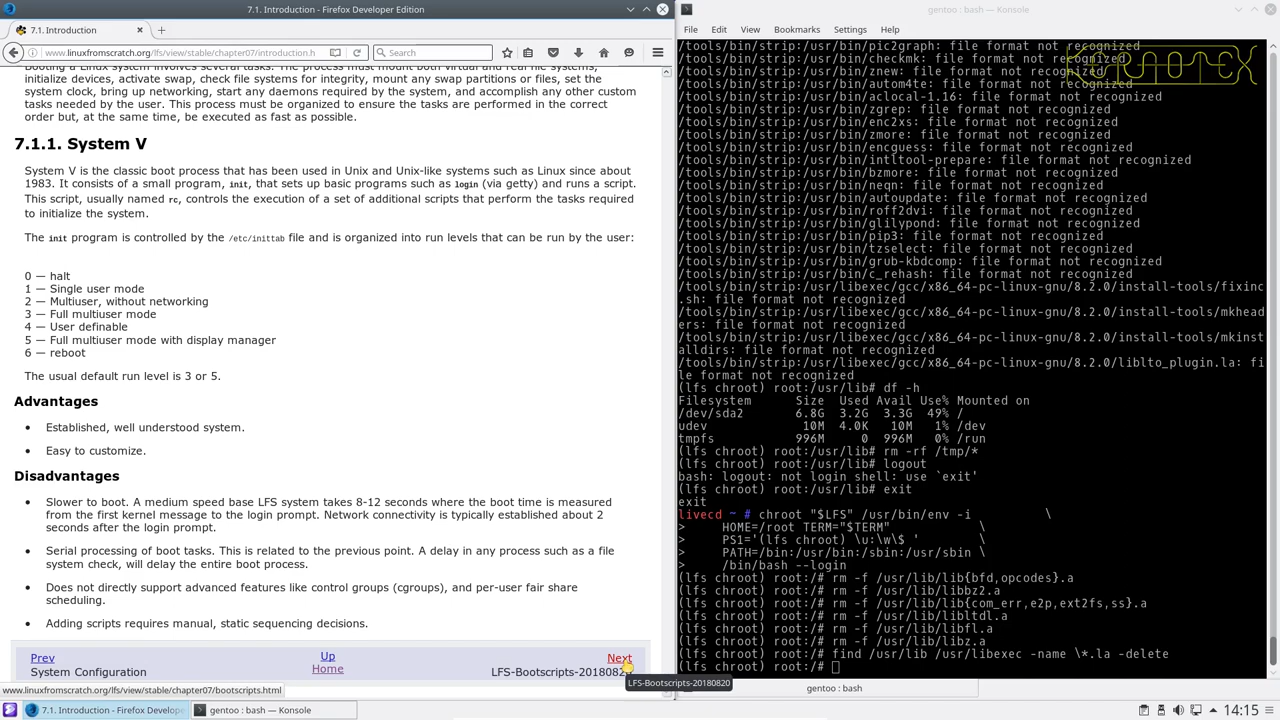 7.1. Introduction - Firefox Developer Edition
7.1. Introduction
www.linuxfromscratch.org/lfs/view/stable/chapter07/introduction.h
Search
initialize devices, activate swap, check file systems for integrity, mount any swap partitions or files, set the
system clock, bring up networking, start any daemons required by the system, and accomplish any other custom
tasks needed by the user. This process must be organized to ensure the tasks are performed in the correct
order but, at the same time, be executed as fast as possible.
7.1.1. System V
System V is the classic boot process that has been used in Unix and Unix-like systems such as Linux since about
1983. It consists of a small program, init, that sets up basic programs such as login (via getty) and runs a script.
This script, usually named rc, controls the execution of a set of additional scripts that perform the tasks required
to initialize the system.
The init program is controlled by the /etc/inittab file and is organized into run levels that can be run by the user:
0 — halt
1 — Single user mode
2 — Multiuser, without networking
3 — Full multiuser mode
4 — User definable
5 — Full multiuser mode with display manager
6 — reboot
The usual default run level is 3 or 5.
Advantages
• Established, well understood system.
• Easy to customize.
Disadvantages
• Slower to boot. A medium speed base LFS system takes 8-12 seconds where the boot time is measured
from the first kernel message to the login prompt. Network connectivity is typically established about 2
seconds after the login prompt.
• Serial processing of boot tasks. This is related to the previous point. A delay in any process such as a file
system check, will delay the entire boot process.
• Does not directly support advanced features like control groups (cgroups), and per-user fair share
scheduling.
• Adding scripts requires manual, static sequencing decisions.
Prev Up Next
System Configuration Home LFS-Bootscripts-20180820
LFS-Bootscripts-20180820
www.linuxfromscratch.org/lfs/view/stable/chapter07/bootscripts.html
gentoo : bash — Konsole
File Edit View Bookmarks Settings Help
/tools/bin/strip:/usr/bin/pic2graph: file format not recognized
/tools/bin/strip:/usr/bin/checkmk: file format not recognized
/tools/bin/strip:/usr/bin/znew: file format not recognized
/tools/bin/strip:/usr/bin/autom4te: file format not recognized
/tools/bin/strip:/usr/bin/aclocal-1.16: file format not recognized
/tools/bin/strip:/usr/bin/zgrep: file format not recognized
/tools/bin/strip:/usr/bin/enc2xs: file format not recognized
/tools/bin/strip:/usr/bin/zmore: file format not recognized
/tools/bin/strip:/usr/bin/encguess: file format not recognized
/tools/bin/strip:/usr/bin/intltool-prepare: file format not recognized
/tools/bin/strip:/usr/bin/bzmore: file format not recognized
/tools/bin/strip:/usr/bin/neqn: file format not recognized
/tools/bin/strip:/usr/bin/autoupdate: file format not recognized
/tools/bin/strip:/usr/bin/roff2dvi: file format not recognized
/tools/bin/strip:/usr/bin/glilypond: file format not recognized
/tools/bin/strip:/usr/bin/pip3: file format not recognized
/tools/bin/strip:/usr/bin/tzselect: file format not recognized
/tools/bin/strip:/usr/bin/grub-kbdcomp: file format not recognized
/tools/bin/strip:/usr/bin/c_rehash: file format not recognized
/tools/bin/strip:/usr/libexec/gcc/x86_64-pc-linux-gnu/8.2.0/install-tools/fixinc
.sh: file format not recognized
/tools/bin/strip:/usr/libexec/gcc/x86_64-pc-linux-gnu/8.2.0/install-tools/mkhead
ers: file format not recognized
/tools/bin/strip:/usr/libexec/gcc/x86_64-pc-linux-gnu/8.2.0/install-tools/mkinst
alldirs: file format not recognized
/tools/bin/strip:/usr/libexec/gcc/x86_64-pc-linux-gnu/8.2.0/liblto_plugin.la: fi
le format not recognized
(lfs chroot) root:/usr/lib# df -h
Filesystem Size Used Avail Use% Mounted on
/dev/sda2 6.8G 3.2G 3.3G 49% /
udev 10M 4.0K 10M 1% /dev
tmpfs 996M 0 996M 0% /run
(lfs chroot) root:/usr/lib# rm -rf /tmp/*
(lfs chroot) root:/usr/lib# logout
bash: logout: not login shell: use `exit'
(lfs chroot) root:/usr/lib# exit
exit
livecd ~ # chroot "$LFS" /usr/bin/env -i \
> HOME=/root TERM="$TERM" \
> PS1='(lfs chroot) \u:\w\$ ' \
> PATH=/bin:/usr/bin:/sbin:/usr/sbin \
> /bin/bash --login
(lfs chroot) root:/# rm -f /usr/lib/lib{bfd,opcodes}.a
(lfs chroot) root:/# rm -f /usr/lib/libbz2.a
(lfs chroot) root:/# rm -f /usr/lib/lib{com_err,e2p,ext2fs,ss}.a
(lfs chroot) root:/# rm -f /usr/lib/libltdl.a
(lfs chroot) root:/# rm -f /usr/lib/libfl.a
(lfs chroot) root:/# rm -f /usr/lib/libz.a
(lfs chroot) root:/# find /usr/lib /usr/libexec -name \*.la -delete
(lfs chroot) root:/#
gentoo : bash
7.1. Introduction - Firefox Develope
gentoo : bash — Konsole
14:15